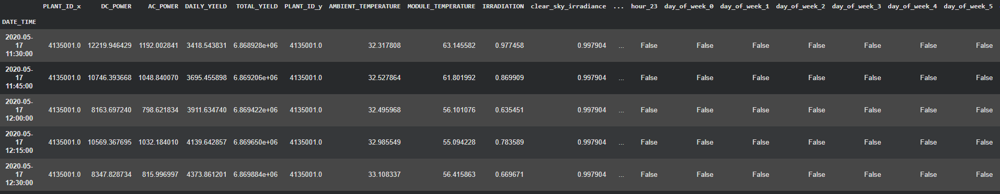 PLANT_ID_x DC_POWER AC_POWER DAILY_YIELD TOTAL_YIELD PLANT_ID_y AMBIENT_TEMPERATURE MODULE_TEMPERATURE IRRADIATION clear_sky_irradiance ... hour_23 day_of_week_0 day_of_week_1 day_of_week_2 day_of_week_3 day_of_week_4 day_of_week_5
DATE_TIME
2020-05-
17
11:30:00
4135001.0 12219.946429 1192.002841 3418.543831 6.868928e+06 4135001.0 32.317808 63.145582 0.977458 0.997904 ... False False False False False False False
2020-05-
17
11:45:00
4135001.0 10746.393668 1048.840070 3695.455898 6.869206e+06 4135001.0 32.527864 61.801992 0.869909 0.997904 ... False False False False False False False
2020-05-
17
12:00:00
4135001.0 8163.697240 798.621834 3911.634740 6.869422e+06 4135001.0 32.495968 56.101076 0.635451 0.997904 ... False False False False False False False
2020-05-
17
12:15:00
4135001.0 10569.367695 1032.184010 4139.642857 6.869650e+06 4135001.0 32.985549 55.094228 0.783589 0.997904 ... False False False False False False False
2020-05-
17
12:30:00
4135001.0 8347.828734 815.996997 4373.861201 6.869884e+06 4135001.0 33.108337 56.415863 0.669671 0.997904 ... False False False False False False False